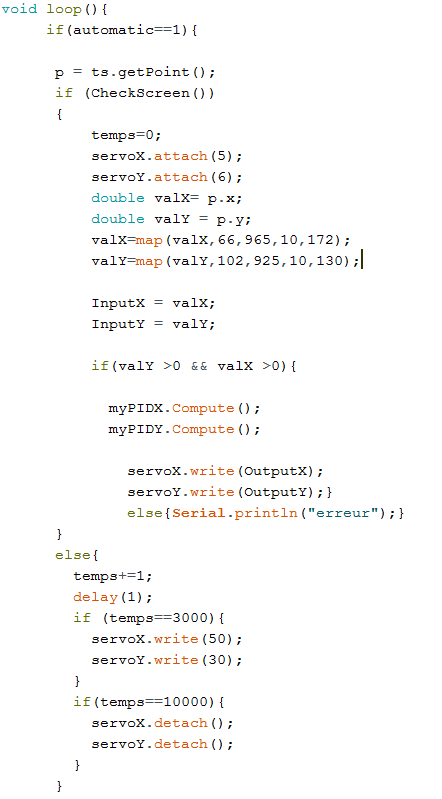 void loop(){
if(automatic==1){
p = ts.getPoint();
if (CheckScreen())
{
temps=0;
servoX.attach(5);
servoY.attach(6);
double valX= p.x;
double valY = p.y;
valX=map(valX,66,965,10,172);
valY=map(valY,102,925,10,130);
InputX = valX;
InputY = valY;
if(valY >0 && valX >0){
myPIDX.Compute();
myPIDY.Compute();
servoX.write(OutputX);
servoY.write(OutputY);}
else{Serial.println("erreur");}
}
else{
temps+=1;
delay(1);
if (temps==3000){
servoX.write(50);
servoY.write(30);
}
if(temps==10000){
servoX.detach();
servoY.detach();
}
}